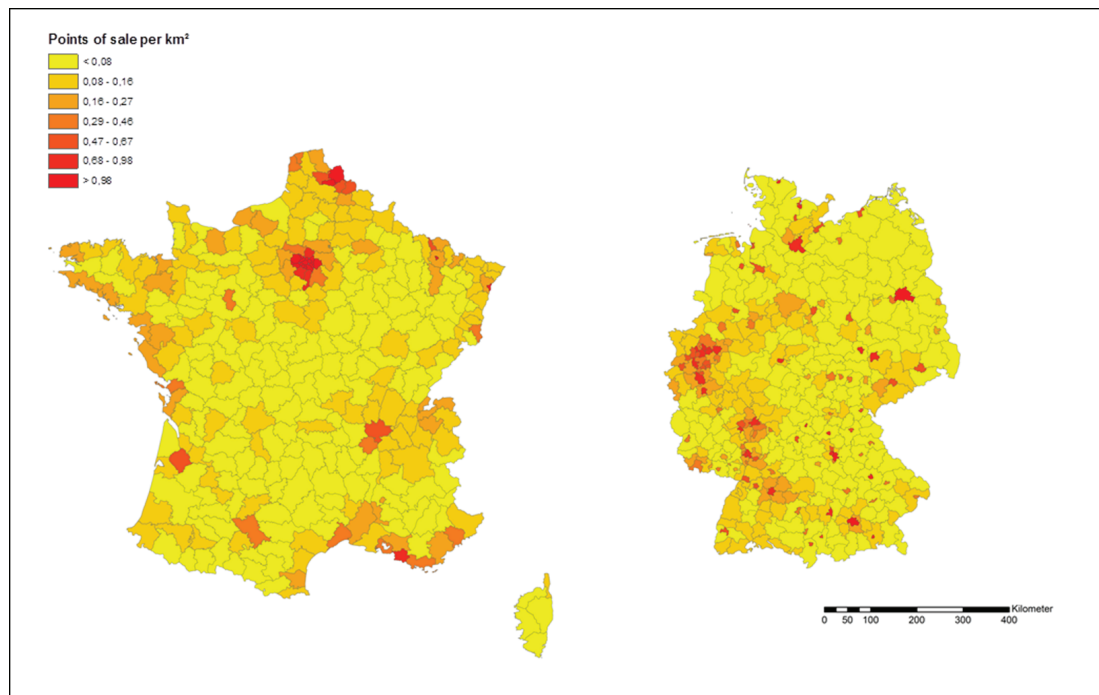 Points of sale per km²
< 0,08
0,08 - 0,16
0,16 - 0,27
0,29 - 0,46
0,47 - 0,67
0,68 - 0,98
> 0,98
Kilometer
0 50 100 200 300 400